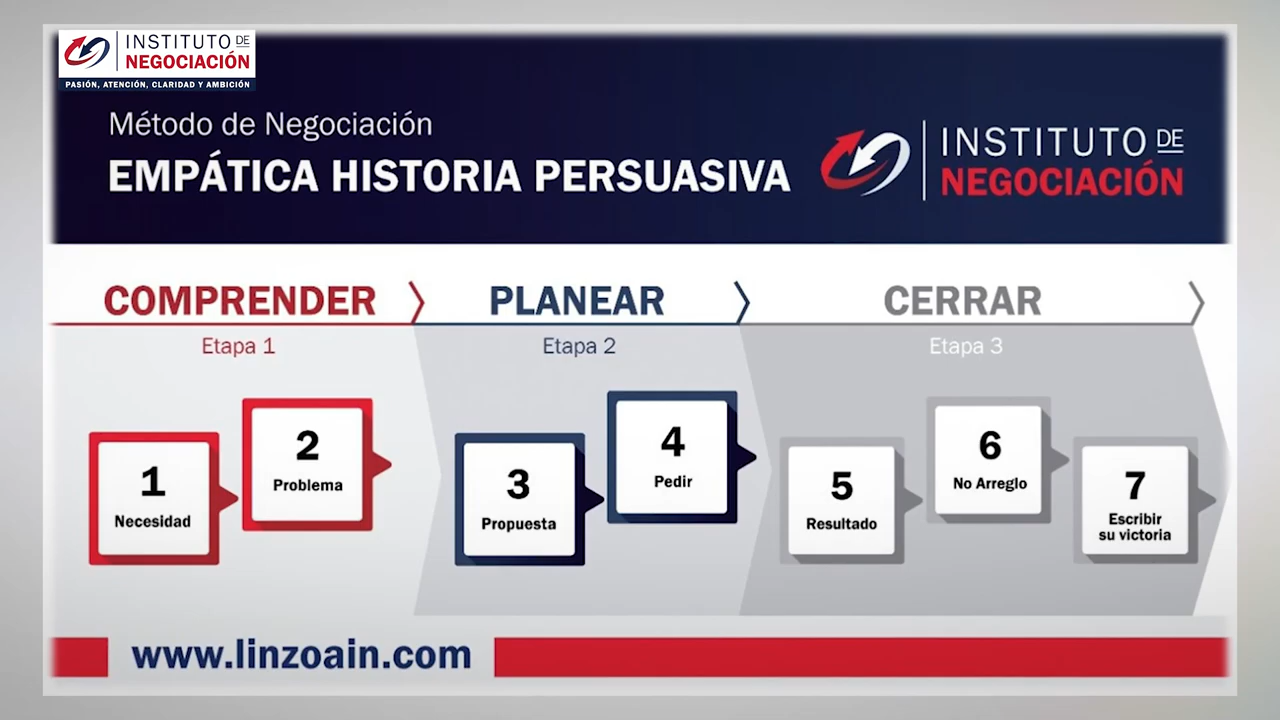 INSTITUTO DE
NEGOCIACIÓN
PASIÓN, ATENCIÓN, CLARIDAD Y AMBICIÓN
Método de Negociación
EMPÁTICA HISTORIA PERSUASIVA
INSTITUTO DE
NEGOCIACIÓN
COMPRENDER
PLANEAR
CERRAR
Etapa 1
Etapa 2
Etapa 3
1
Necesidad
2
Problema
3
Propuesta
4
Pedir
5
Resultado
6
No Arreglo
7
Escribir
su victoria
www.linzoain.com